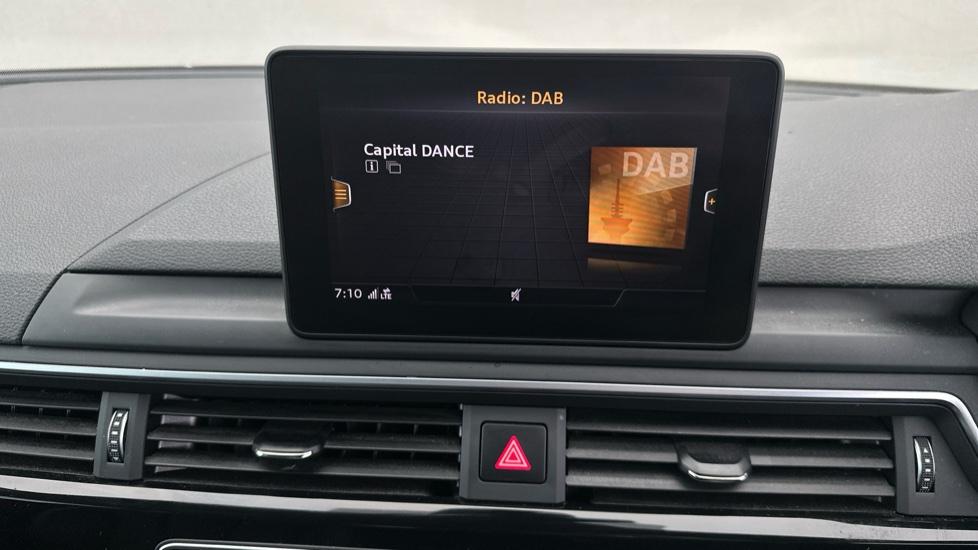 Radio: DAB
Capital DANCE
DAB
7:10 LTE